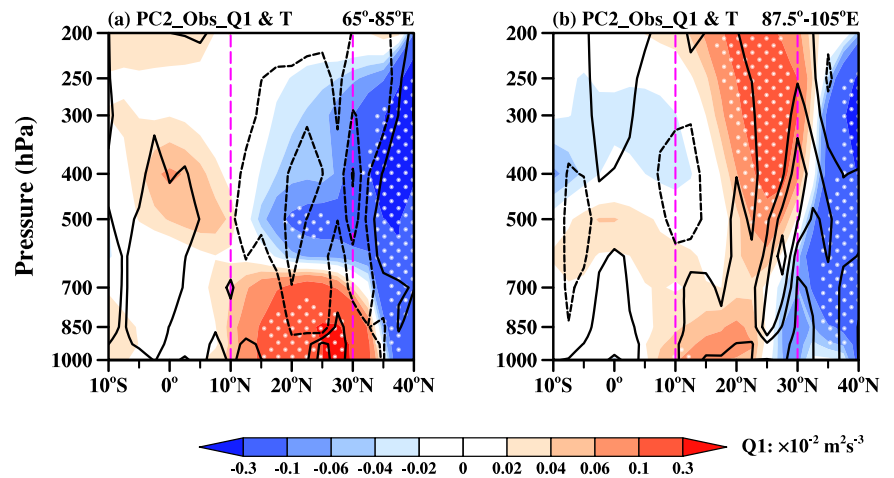 (a) PC2_Obs_Q1 & T 65°-85°E
(b) PC2_Obs_Q1 & T 87.5°-105°E
Pressure (hPa)
200
250
300
400
500
700
850
1000
10°S 0° 10°N 20°N 30°N 40°N
200
250
300
400
500
700
850
1000
10°S 0° 10°N 20°N 30°N 40°N
-0.3 -0.1 -0.06 -0.04 -0.02 0 0.02 0.04 0.06 0.1 0.3
Q1: ×10⁻² m²s⁻³